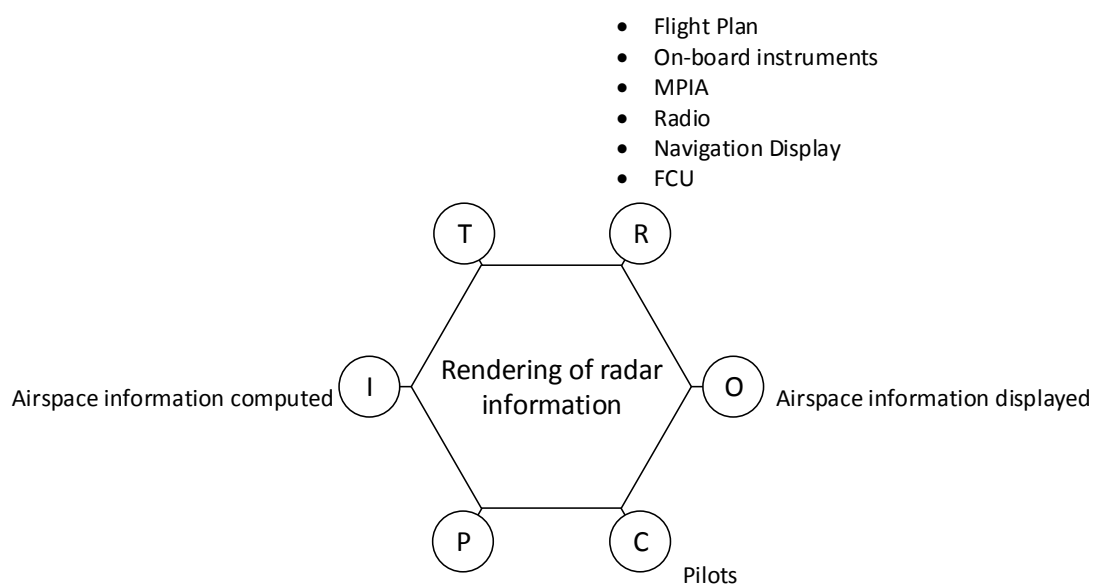 • Flight Plan
• On-board instruments
• MPIA
• Radio
• Navigation Display
• FCU
T
R
Rendering of radar
information
Airspace information computed
I
O
Airspace information displayed
P
C
Pilots